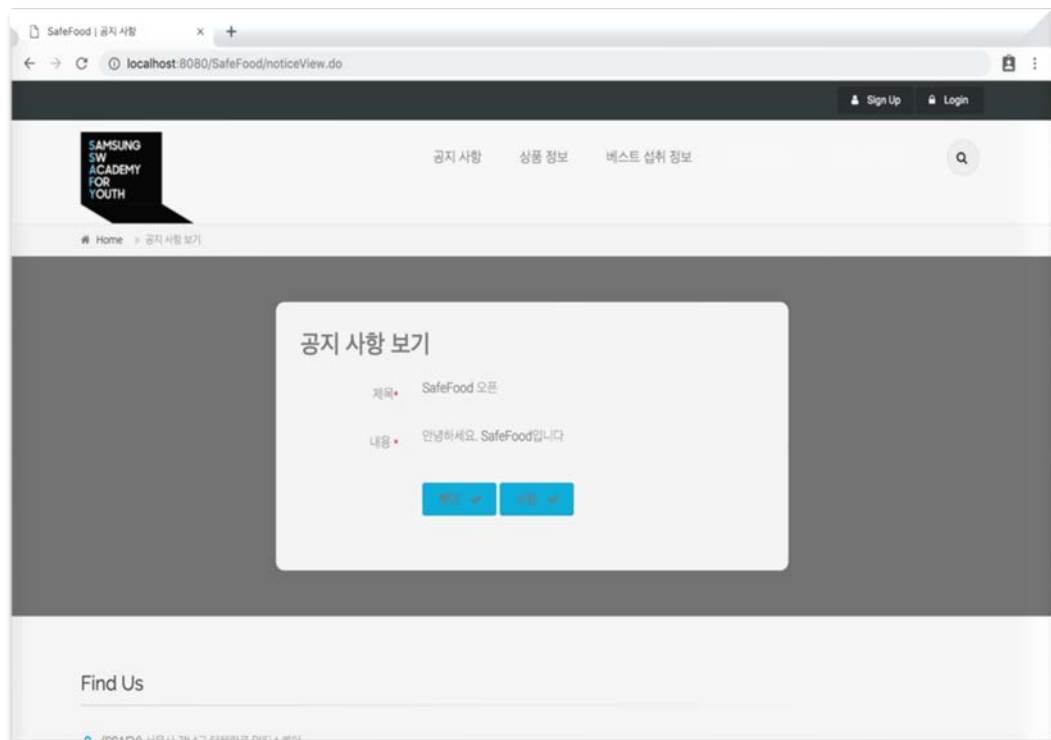 SafeFood | 공지 사항
localhost:8080/SafeFood/noticeView.do
Sign Up
Login
SAMSUNG
SW
ACADEMY
FOR
YOUTH
공지 사항
상품 정보
베스트 섭취 정보
Home » 공지 사항 보기
공지 사항 보기
제목*
SafeFood 오픈
내용 *
안녕하세요. SafeFood입니다
Find Us